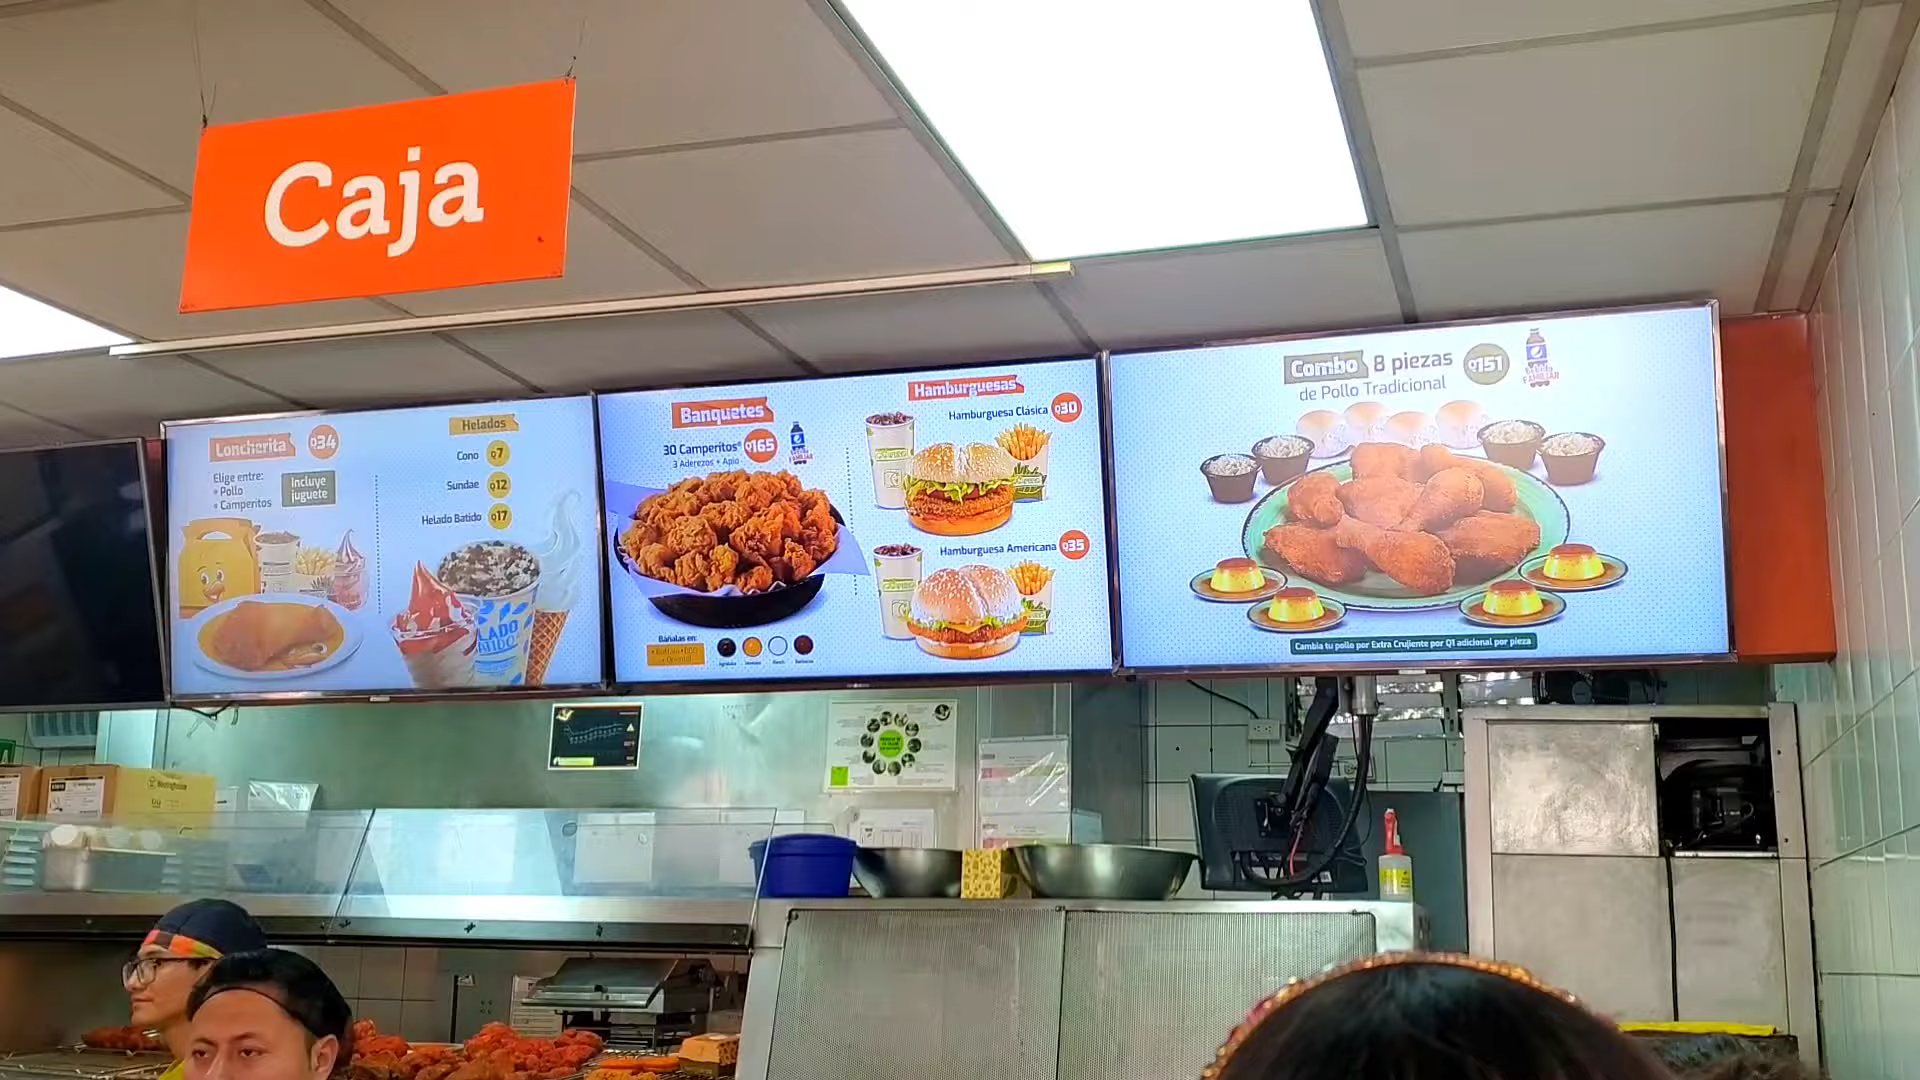 Caja
Loncherita Q34
Elige entre:
• Pollo
• Camperitos
Incluye
juguete
Helados
Cono Q7
Sundae Q12
Helado Batido Q17
Banquetes
30 Camperitos® Q165
3 Aderezos + Apio
Báñalas en:
Hamburguesas
Hamburguesa Clásica Q30
Hamburguesa Americana Q35
Combo 8 piezas Q151
de Pollo Tradicional
FAMILIAR
Cambia tu pollo por Extra Crujiente por Q1 adicional por pieza